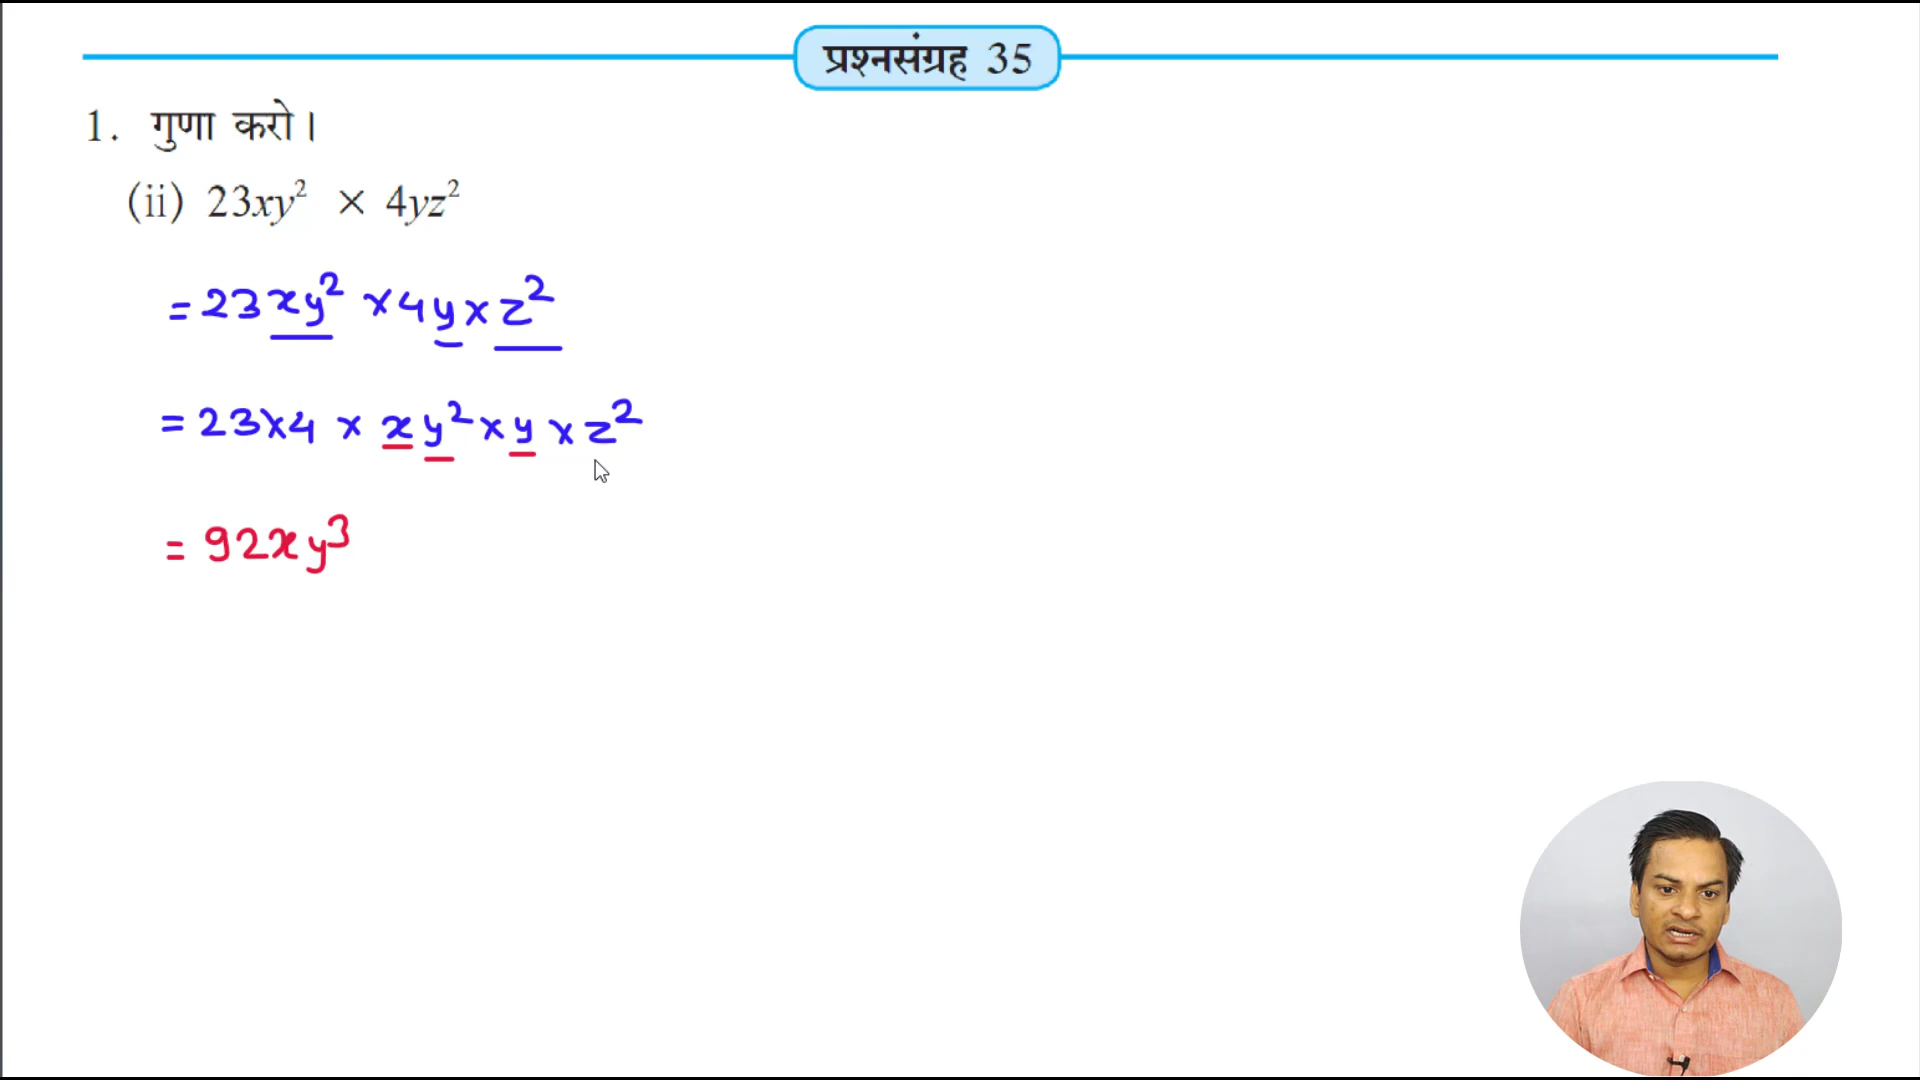 प्रश्नसंग्रह 35
1. गुणा करो।
(ii) 23xy² × 4yz²
= 23xy² × 4y × z²
= 23×4 × xy² × y × z²
= 92xy³